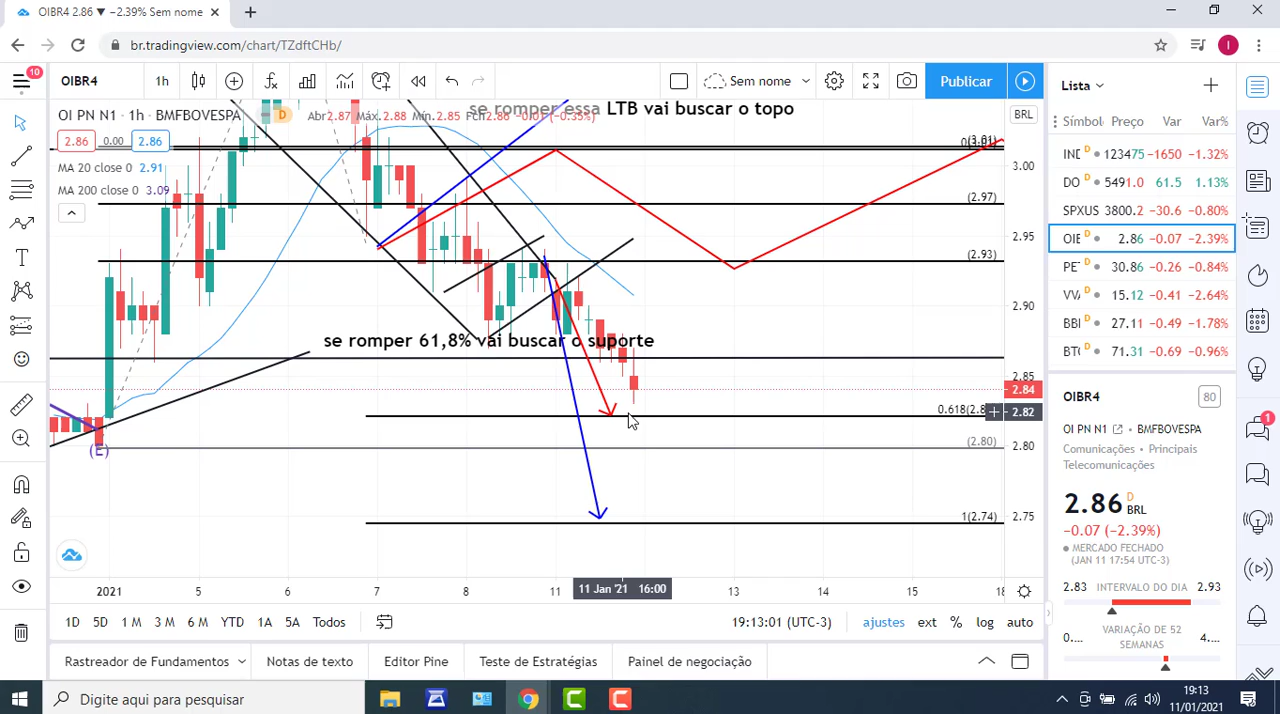 OIBR4 2.86 ▼ −2.39% Sem nome
br.tradingview.com/chart/TZdftCHb/
10
OIBR4
1h
Sem nome
Publicar
Lista
OI PN N1 · 1h · BMFBOVESPA
D
Abr2.87 Máx.2.88 Mín.2.85
−0.01 (−0.35%)
se romper essa LTB vai buscar o topo
BRL
2.86 0.00 2.86
MA 20 close 0 2.91
MA 200 close 0 3.09
(3.01)
3.00
(2.97)
2.95
(2.93)
2.90
se romper 61,8% vai buscar o suporte
2.85
2.84
0.618(2.8
2.82
(2.80)
2.80
(E)
1(2.74)
2.75
2021 5 6 7 8 11
11 Jan '21 16:00
13 14 15 18
1D 5D 1M 3M 6M YTD 1A 5A Todos
19:13:01 (UTC-3)
ajustes ext % log auto
Rastreador de Fundamentos
Notas de texto
Editor Pine
Teste de Estratégias
Painel de negociação
Símbol Preço Var Var%
INE D 123475 −1650 −1.32%
DO D 5491.0 61.5 1.13%
SPXUS 3800.2 −30.6 −0.80%
OIE D 2.86 −0.07 −2.39%
PE D 30.86 −0.26 −0.84%
VV D 15.12 −0.41 −2.64%
BBI D 27.11 −0.49 −1.78%
BTC D 71.31 −0.69 −0.96%
OIBR4
80
OI PN N1 BMFBOVESPA
Comunicações • Principais
Telecomunicações
2.86 D BRL
−0.07 (−2.39%)
MERCADO FECHADO
(JAN 11 17:54 UTC-3)
2.83 INTERVALO DO DIA 2.93
VARIAÇÃO DE 52
SEMANAS
0.... 4....
1
I
Digite aqui para pesquisar
19:13
11/01/2021